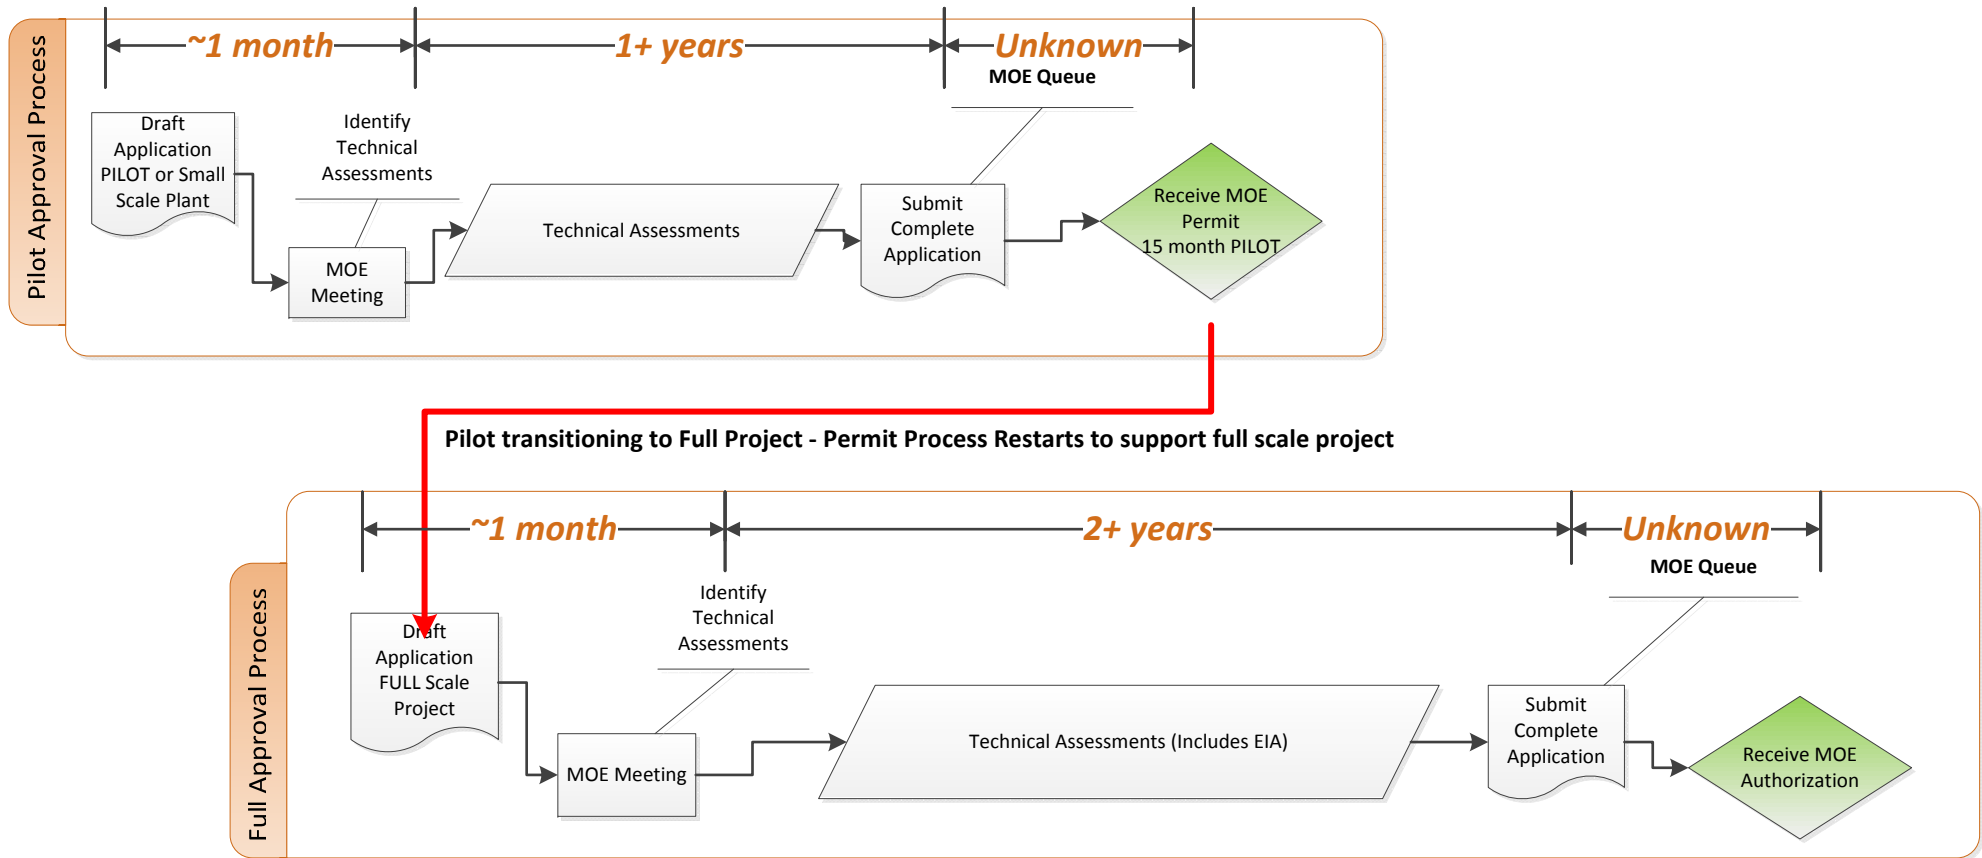 Pilot Approval Process
~1 month
1+ years
Unknown
MOE Queue
Draft
Application
PILOT or Small
Scale Plant
Identify
Technical
Assessments
MOE
Meeting
Technical Assessments
Submit
Complete
Application
Receive MOE
Permit
15 month PILOT
Pilot transitioning to Full Project - Permit Process Restarts to support full scale project
Full Approval Process
~1 month
2+ years
Unknown
MOE Queue
Draft
Application
FULL Scale
Project
Identify
Technical
Assessments
MOE Meeting
Technical Assessments (Includes EIA)
Submit
Complete
Application
Receive MOE
Authorization